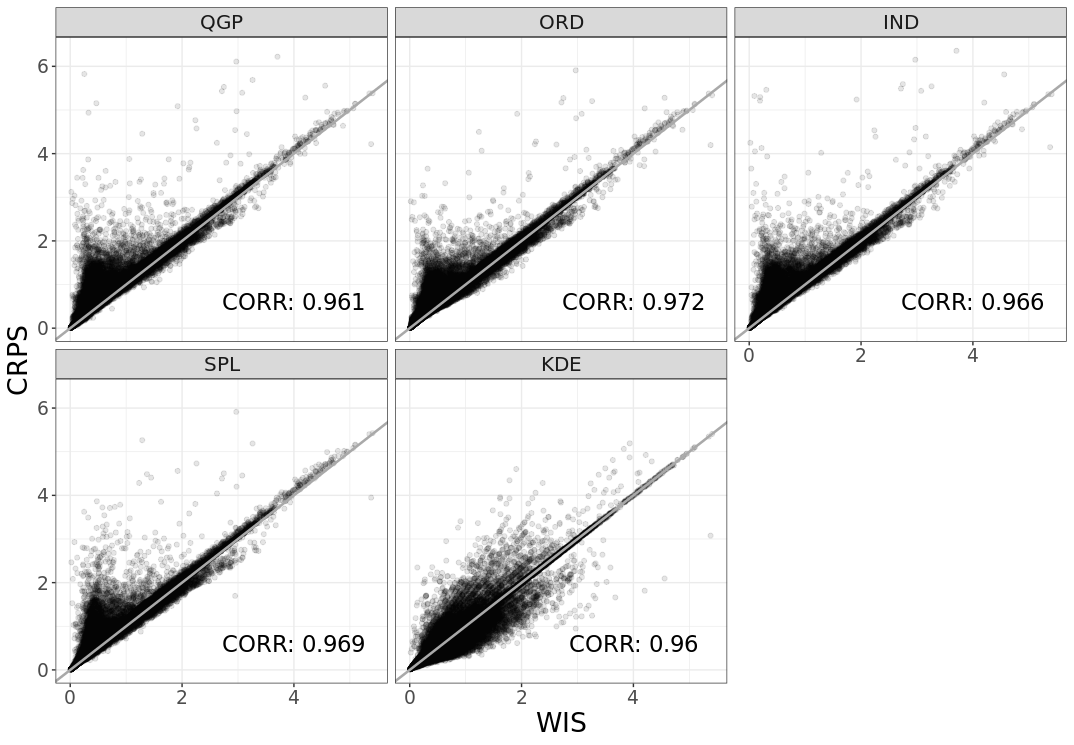 QGP ORD IND
6
4
2
0
CORR: 0.961 CORR: 0.972 CORR: 0.966
0 2 4
CRPS
SPL KDE
6
4
2
0
CORR: 0.969 CORR: 0.96
0 2 4 0 2 4
WIS